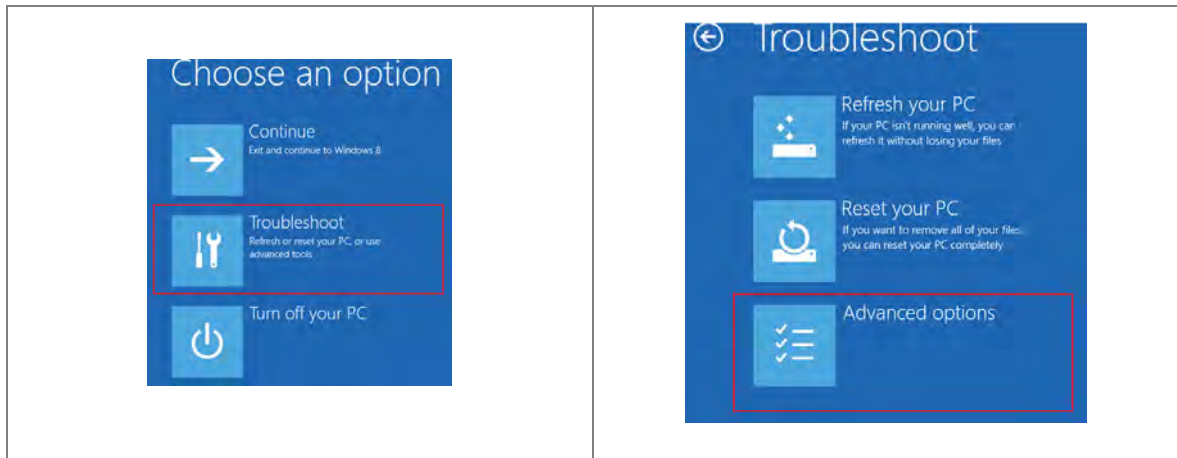 Choose an option
Continue
Exit and continue to Windows 8
Troubleshoot
Refresh or reset your PC, or use
advanced tools
Turn off your PC
Troubleshoot
Refresh your PC
If your PC isn't running well, you can
refresh it without losing your files
Reset your PC
If you want to remove all of your files,
you can reset your PC completely
Advanced options